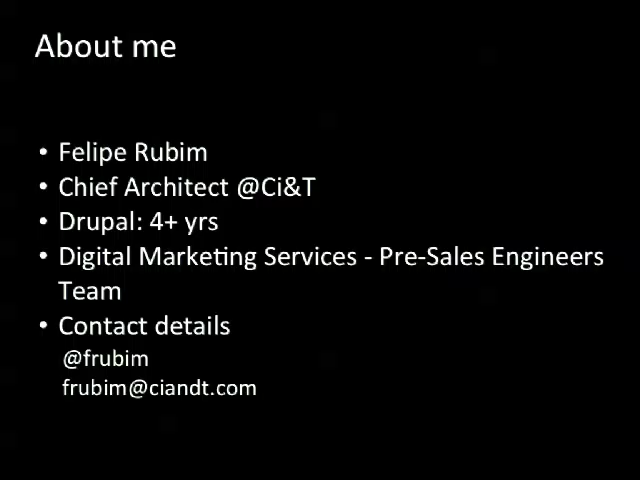 About me
• Felipe Rubim
• Chief Architect @Ci&T
• Drupal: 4+ yrs
• Digital Marketing Services - Pre-Sales Engineers
Team
• Contact details
@frubim
frubim@ciandt.com